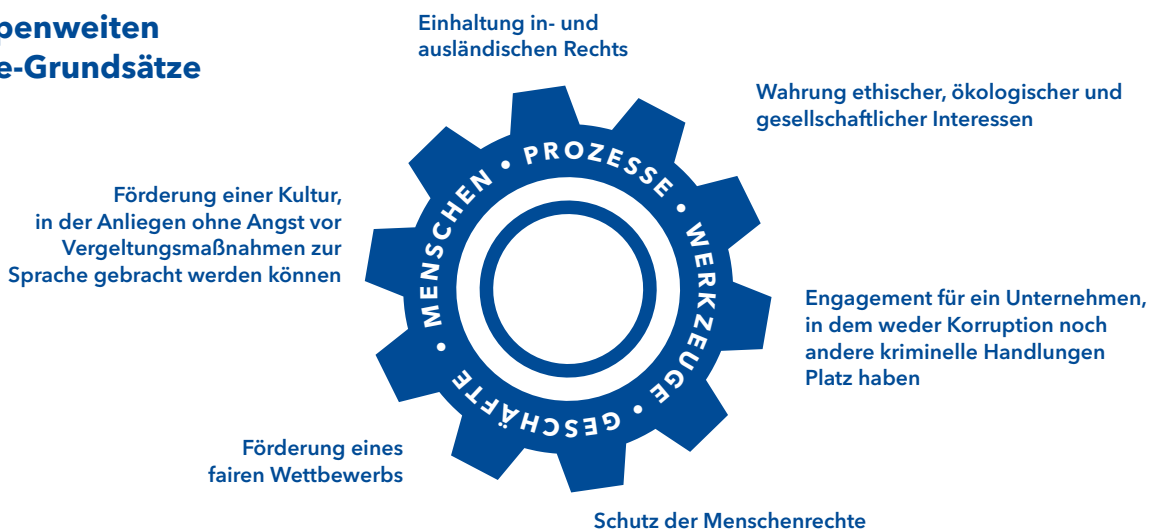 penweiten
e-Grundsätze
Einhaltung in- und
ausländischen Rechts
Wahrung ethischer, ökologischer und
gesellschaftlicher Interessen
Förderung einer Kultur,
in der Anliegen ohne Angst vor
Vergeltungsmaßnahmen zur
Sprache gebracht werden können
MENSCHEN • PROZESSE • WERKZEUGE • GESCHÄFTE •
Engagement für ein Unternehmen,
in dem weder Korruption noch
andere kriminelle Handlungen
Platz haben
Förderung eines
fairen Wettbewerbs
Schutz der Menschenrechte